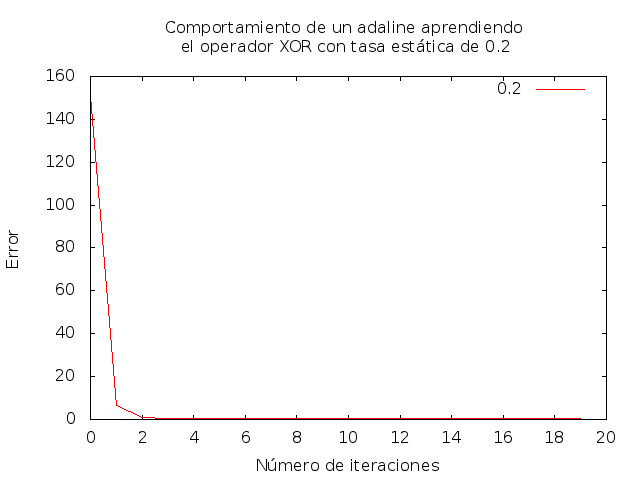 Comportamiento de un adaline aprendiendo
el operador XOR con tasa estática de 0.2
160
0.2
140
120
100
80
60
40
20
0
Error
0 2 4 6 8 10 12 14 16 18 20
Número de iteraciones